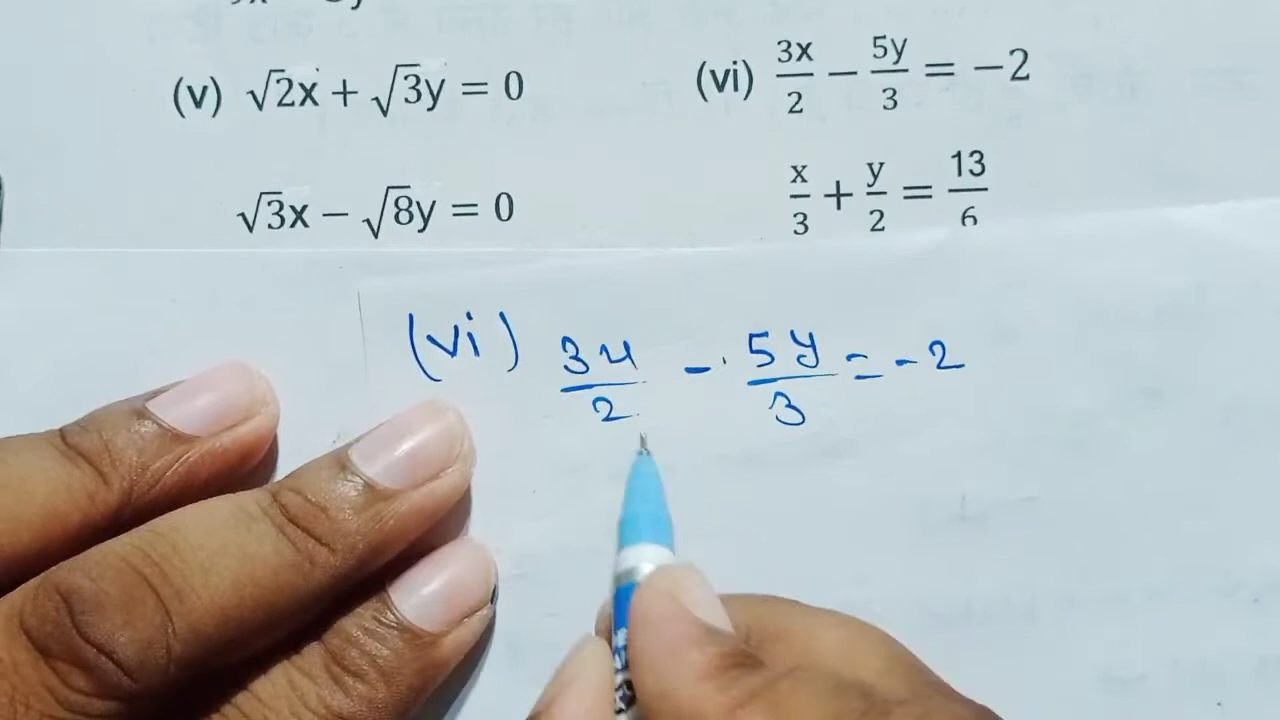 (v) √2x + √3y = 0
√3x − √8y = 0
(vi) 3x/2 − 5y/3 = −2
x/3 + y/2 = 13/6
(vi) 3x/2 - 5y/3 = -2